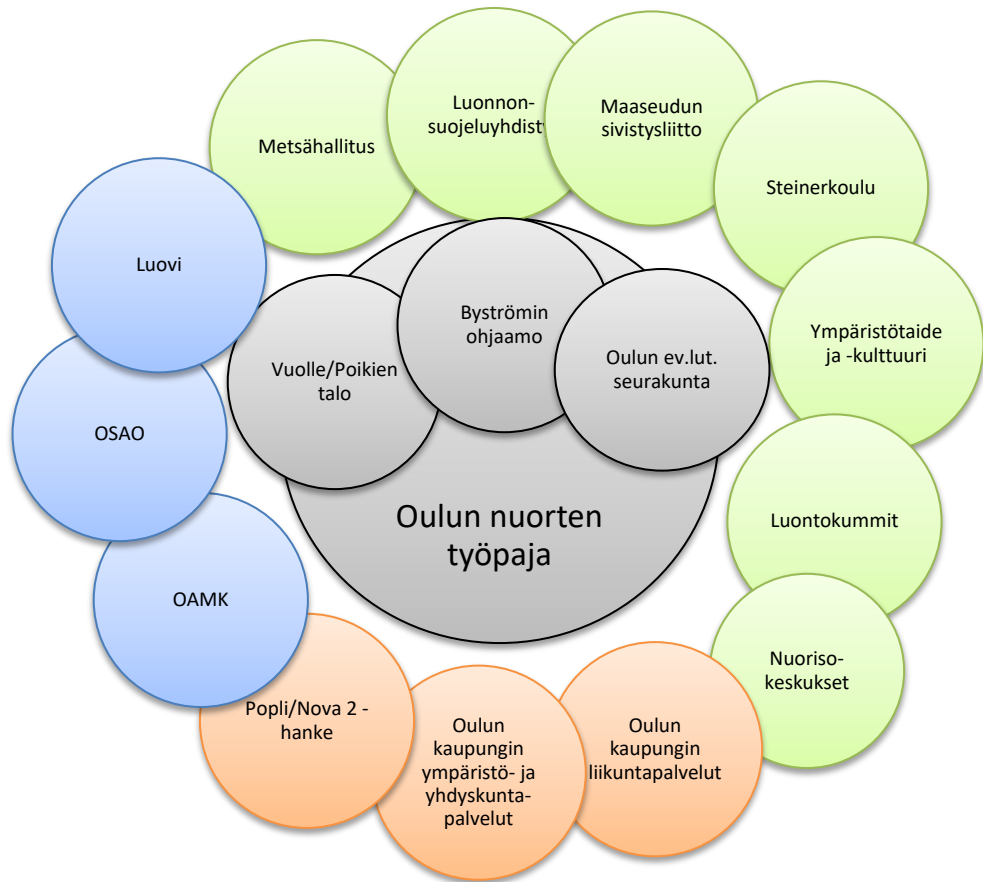 Luonnon-
suojeluyhdisty
Maaseudun
sivistysliitto
Metsähallitus
Steinerkoulu
Luovi
Byströmin
ohjaamo
Ympäristötaide
ja -kulttuuri
Vuolle/Poikien
talo
Oulun ev.lut.
seurakunta
OSAO
Oulun nuorten
työpaja
Luontokummit
OAMK
Nuoriso-
keskukset
Popli/Nova 2 -
hanke
Oulun
kaupungin
ympäristö- ja
yhdyskunta-
palvelut
Oulun
kaupungin
liikuntapalvelut